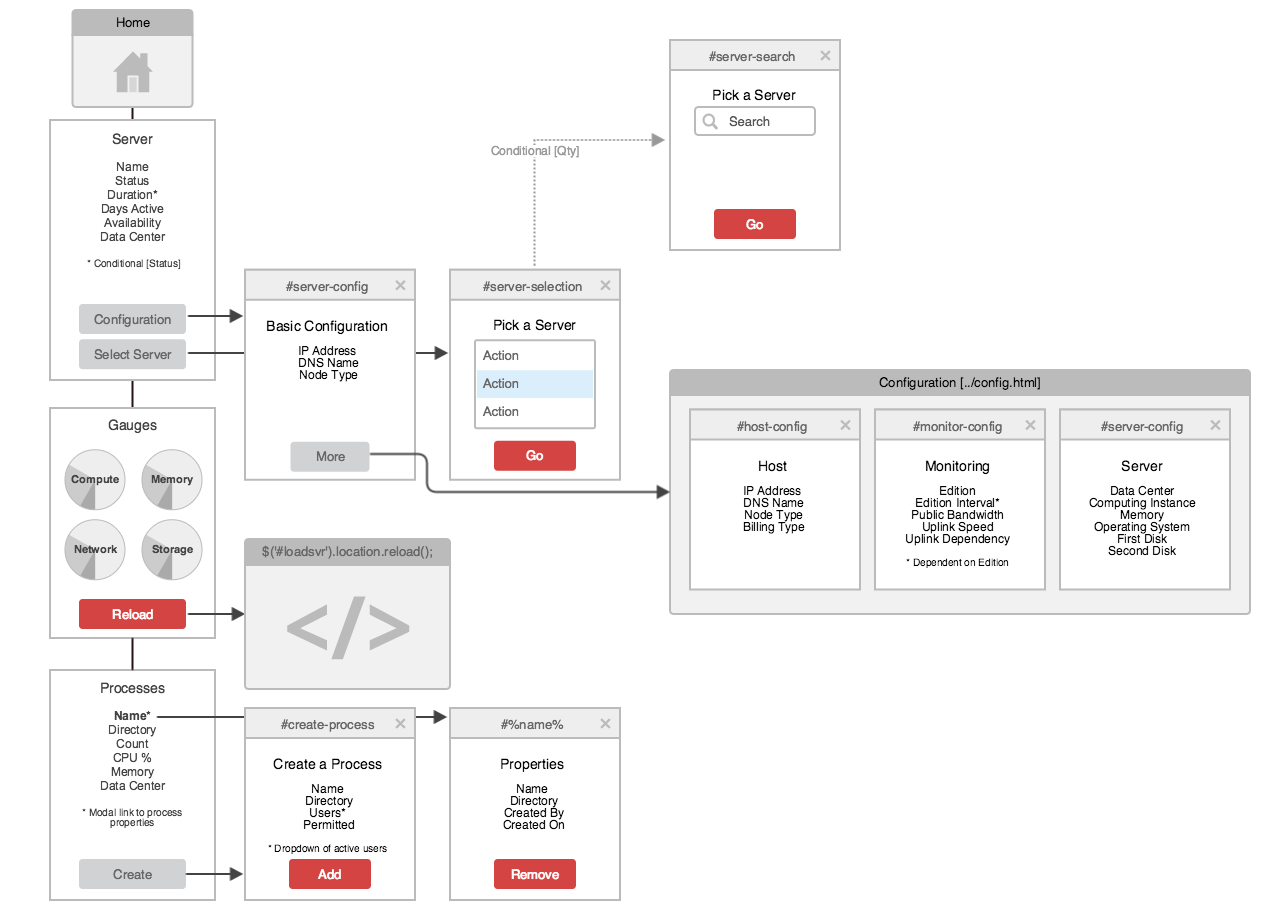 Home
Server
Name
Status
Duration*
Days Active
Availability
Data Center
* Conditional [Status]
Configuration
Select Server
#server-config
Basic Configuration
IP Address
DNS Name
Node Type
More
#server-selection
Pick a Server
Action
Action
Action
Go
Conditional [Qty]
#server-search
Pick a Server
Search
Go
Configuration [../config.html]
#host-config
Host
IP Address
DNS Name
Node Type
Billing Type
#monitor-config
Monitoring
Edition
Edition Interval*
Public Bandwidth
Uplink Speed
Uplink Dependency
* Dependent on Edition
#server-config
Server
Data Center
Computing Instance
Memory
Operating System
First Disk
Second Disk
Gauges
Compute
Memory
Network
Storage
Reload
$('#loadsvr').location.reload();
</>
Processes
Name*
Directory
Count
CPU %
Memory
Data Center
* Modal link to process
properties
Create
#create-process
Create a Process
Name
Directory
Users*
Permitted
* Dropdown of active users
Add
#%name%
Properties
Name
Directory
Created By
Created On
Remove